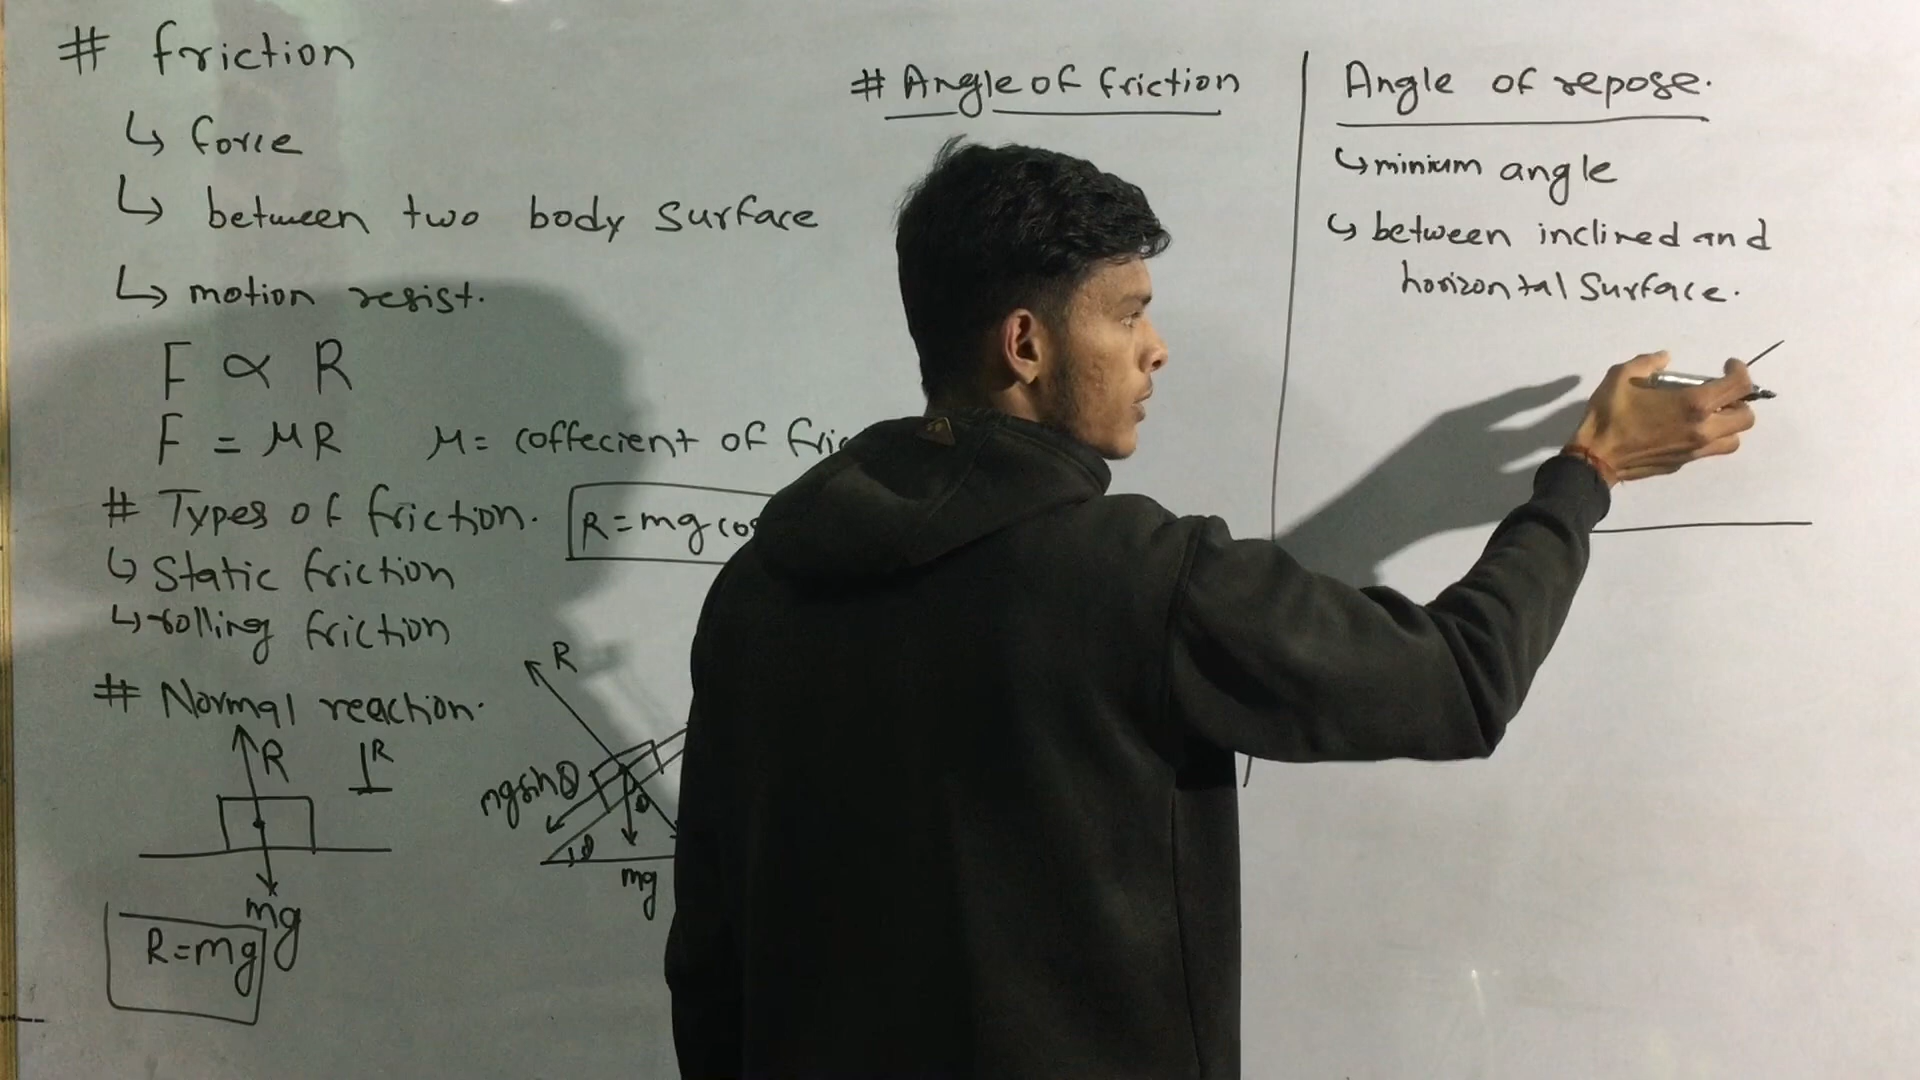 # friction
↳ force
↳ between two body surface
↳ motion resist.
F ∝ R
F = μR μ= coffecient of fric
# Types of friction.
R=mg cos
↳ Static friction
↳ rolling friction
# Normal reaction.
R
R
mg
R=mg
R
mgsinθ
θ
θ
mg
# Angle of friction
Angle of repose.
↳ minium angle
↳ between inclined and
horizontal Surface.